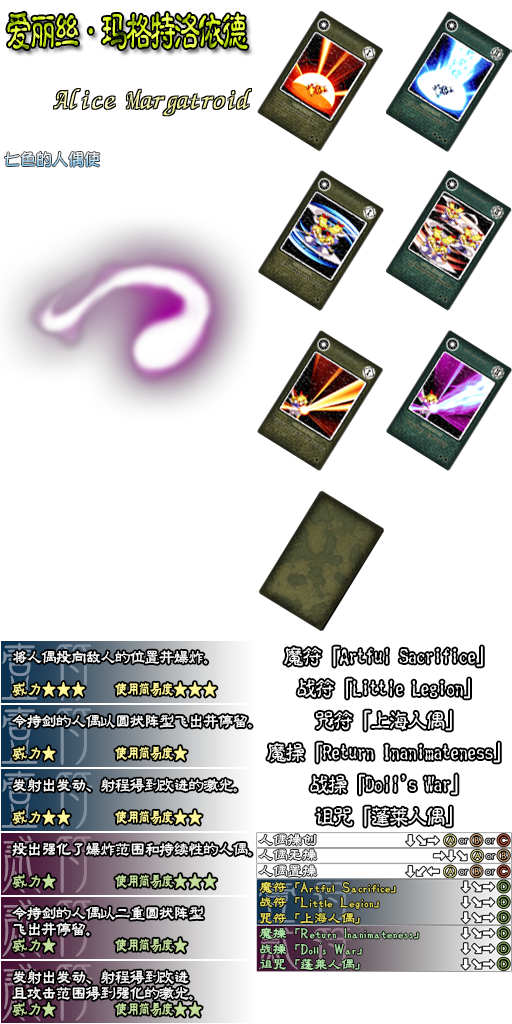 爱丽丝·玛格特洛依德
Alice Margatroid
七色的人偶使
将人偶投向敌人的位置并爆炸。
威力★★★ 使用简易度★★★
令持剑的人偶以圆状阵型飞出并停留。
威力★ 使用简易度★★
发射出发动、射程得到改进的激光。
威力★★ 使用简易度★★
投出强化了爆炸范围和持续性的人偶,
威力★ 使用简易度★★★
令持剑的人偶以二重圆状阵型
飞出并停留。
威力★ 使用简易度★
发射出发动、射程得到改进
且攻击范围得到强化的激光。
威力★ 使用简易度★
魔符「Artful Sacrifice」
战符「Little Legion」
咒符「上海人偶」
魔操「Return Inanimateness」
战操「Doll's War」
诅咒「蓬莱人偶」
人偶操创 ↓↘→ⒶorⒷorⒸ
人偶无操 →↓↘ⒶorⒷorⒸ
人偶置操 ↓↙←ⒶorⒷorⒸ
魔符「Artful Sacrifice」 ↓↘→Ⓓ
战符「Little Legion」 ↓↘→Ⓓ
咒符「上海人偶」 ↓↘→Ⓓ
魔操「Return Inanimateness」 ↓↘→Ⓓ
战操「Doll's War」 ↓↘→Ⓓ
诅咒「蓬莱人偶」 ↓↘→Ⓓ